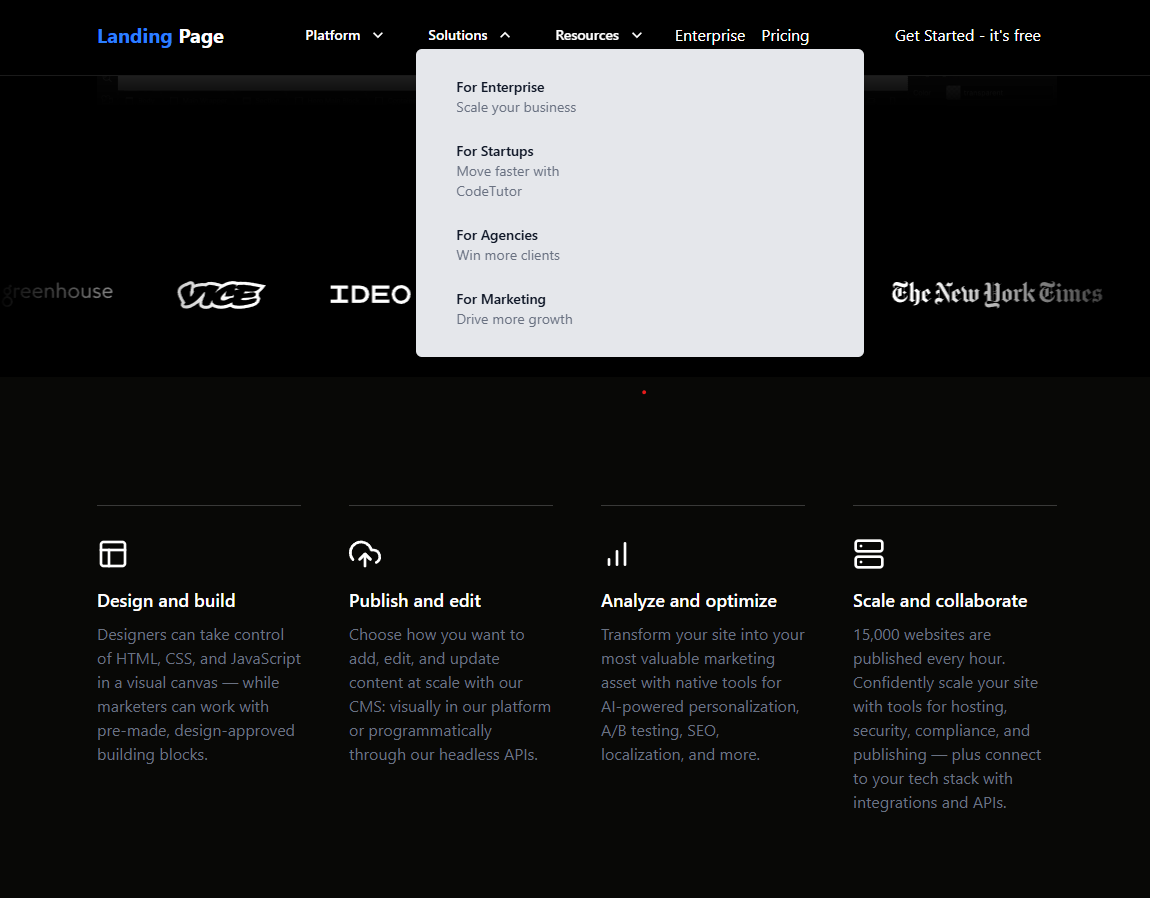 Landing Page
Platform
Solutions
Resources
Enterprise
Pricing
Get Started - it's free
For Enterprise
Scale your business
For Startups
Move faster with
CodeTutor
For Agencies
Win more clients
For Marketing
Drive more growth
greenhouse
VICE
IDEO
The New York Times
Design and build
Designers can take control
of HTML, CSS, and JavaScript
in a visual canvas — while
marketers can work with
pre-made, design-approved
building blocks.
Publish and edit
Choose how you want to
add, edit, and update
content at scale with our
CMS: visually in our platform
or programmatically
through our headless APIs.
Analyze and optimize
Transform your site into your
most valuable marketing
asset with native tools for
AI-powered personalization,
A/B testing, SEO,
localization, and more.
Scale and collaborate
15,000 websites are
published every hour.
Confidently scale your site
with tools for hosting,
security, compliance, and
publishing — plus connect
to your tech stack with
integrations and APIs.